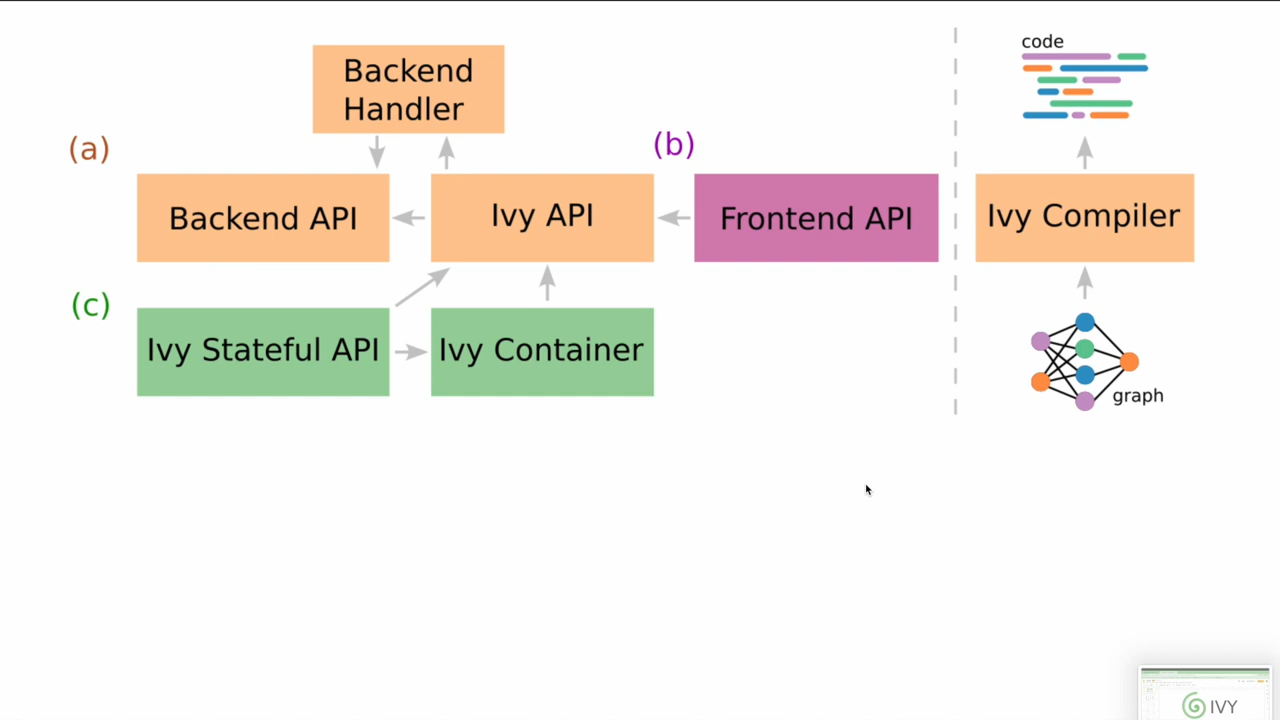 code
Backend
Handler
(a)
(b)
Backend API
Ivy API
Frontend API
Ivy Compiler
(c)
Ivy Stateful API
Ivy Container
graph
IVY